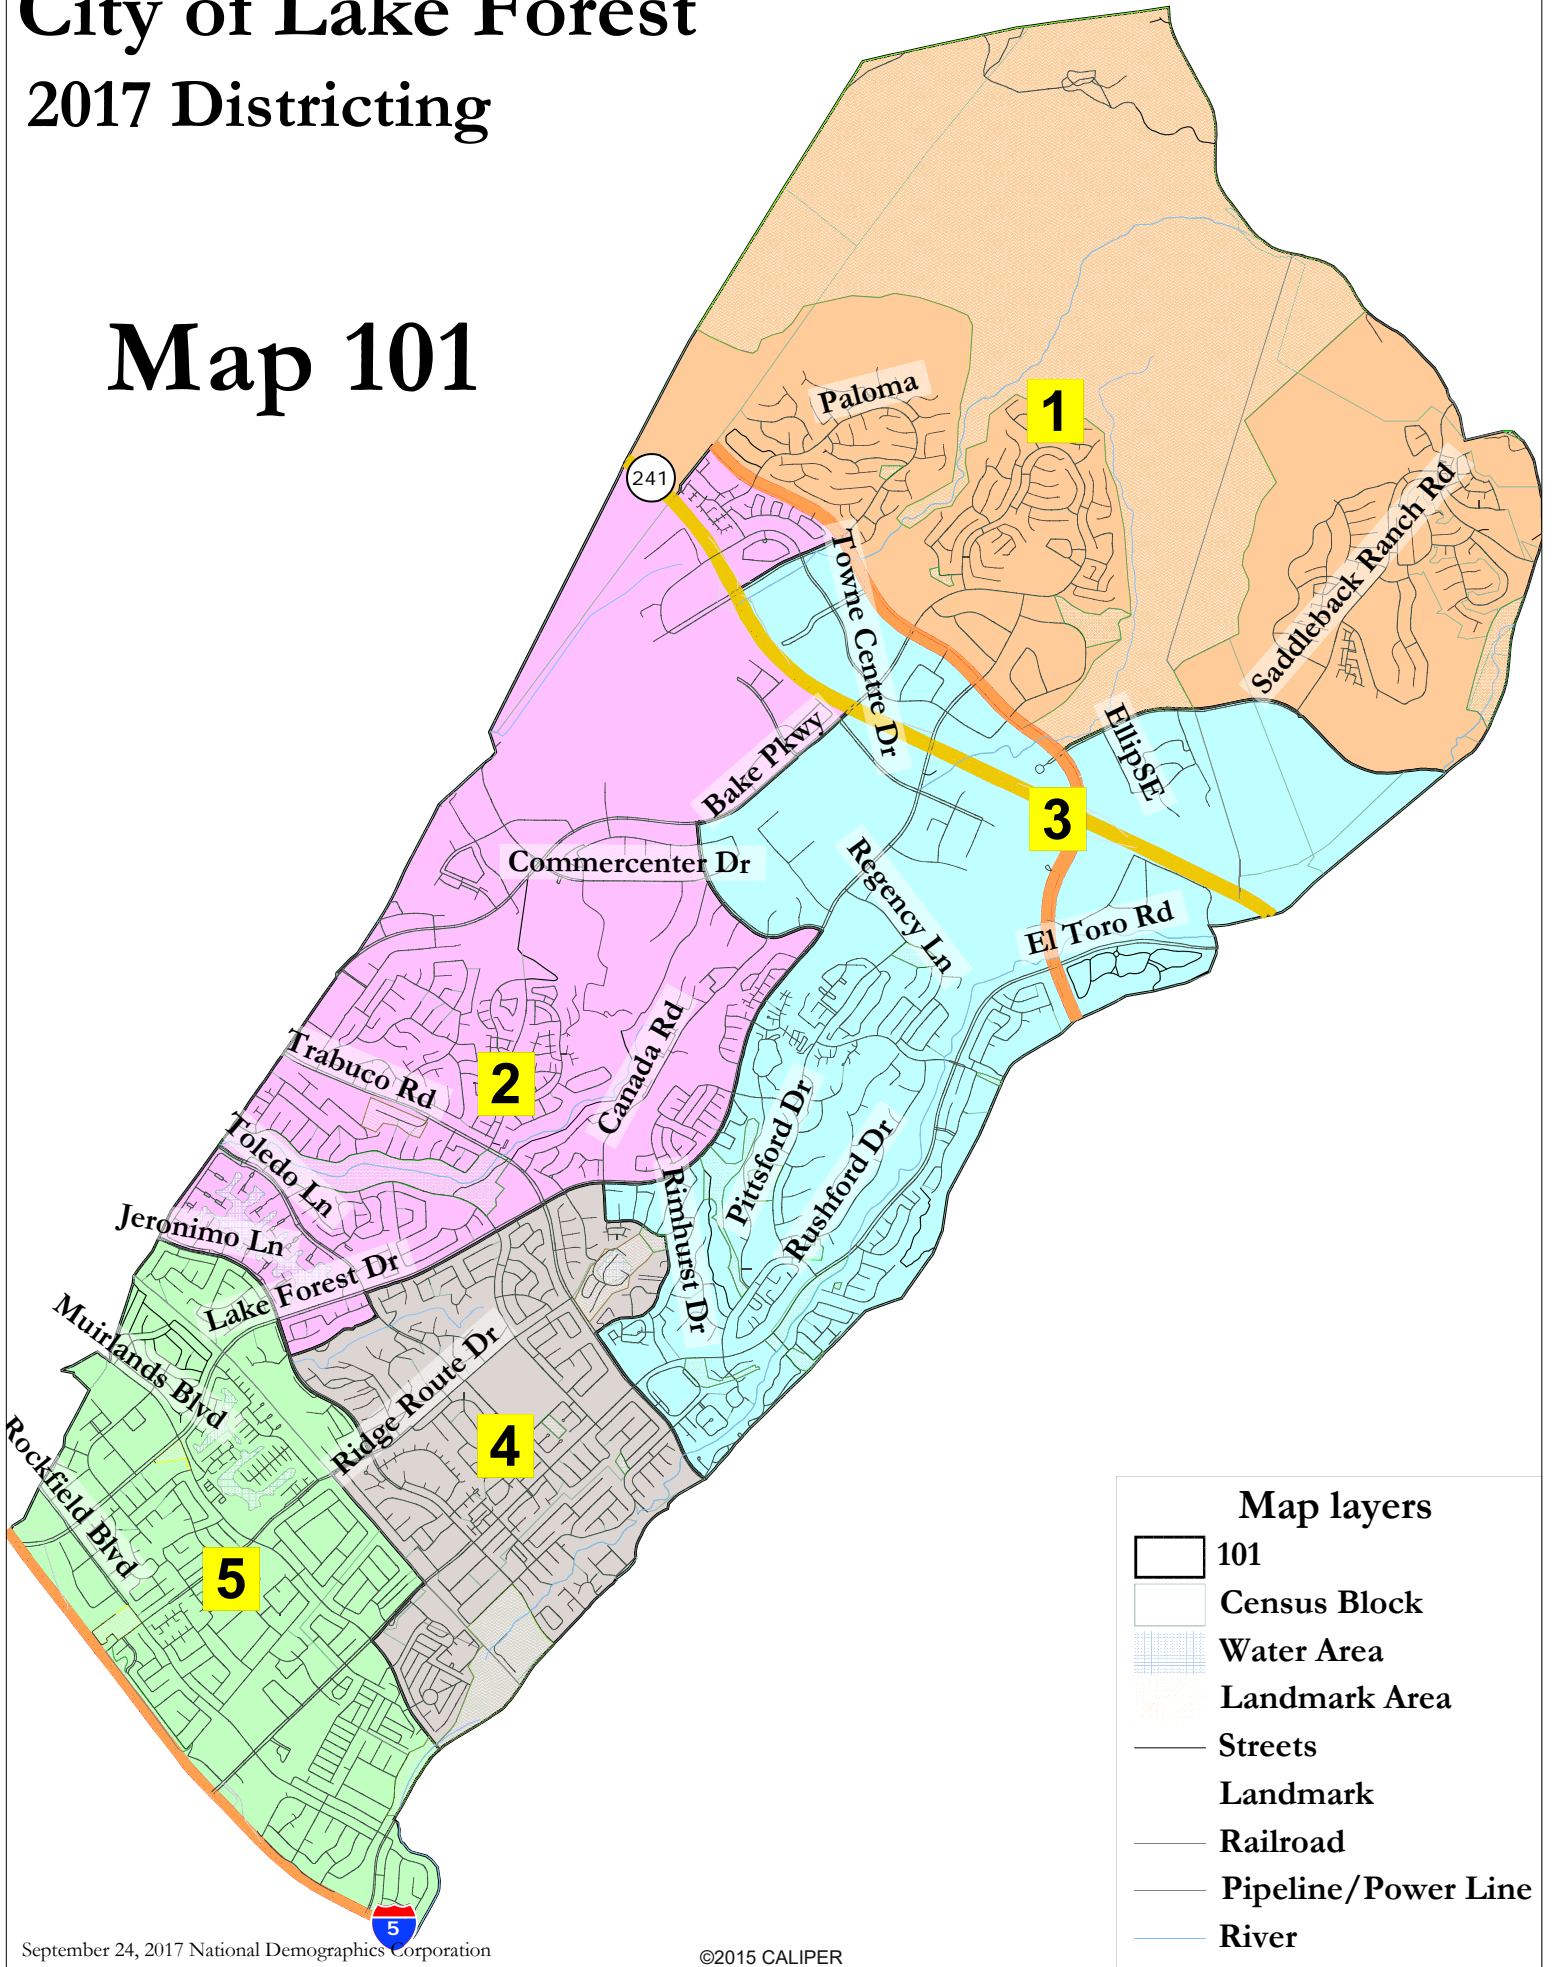 City of Lake Forest
2017 Districting
Map 101
Paloma
1
241
Saddleback Ranch Rd
Towne Centre Dr
EllipSE
Bake Pkwy
3
Commercenter Dr
Regency Ln
El Toro Rd
Canada Rd
Trabuco Rd
2
Pittsford Dr
Rushford Dr
Toledo Ln
Rimhurst Dr
Jeronimo Ln
Lake Forest Dr
Muirlands Blvd
Ridge Route Dr
4
Rockfield Blvd
5
Map layers
101
Census Block
Water Area
Landmark Area
Streets
Landmark
Railroad
Pipeline/Power Line
River
5
September 24, 2017 National Demographics Corporation
©2015 CALIPER